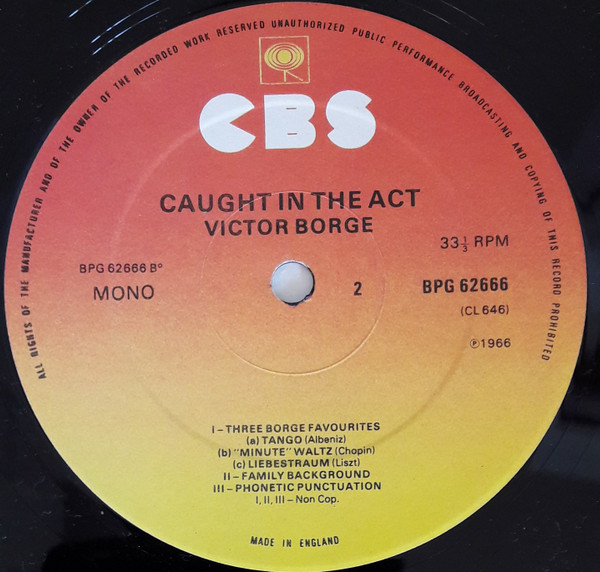 ALL RIGHTS OF THE MANUFACTURER AND OF THE OWNER OF THE RECORDED WORK RESERVED UNAUTHORIZED PUBLIC PERFORMANCE BROADCASTING AND COPYING OF THIS RECORD PROHIBITED
CBS
CAUGHT IN THE ACT
VICTOR BORGE
33⅓ RPM
BPG 62666 Bº
MONO
2
BPG 62666
(CL 646)
℗1966
I – THREE BORGE FAVOURITES
(a) TANGO (Albeniz)
(b) "MINUTE" WALTZ (Chopin)
(c) LIEBESTRAUM (Liszt)
II – FAMILY BACKGROUND
III – PHONETIC PUNCTUATION
I, II, III – Non Cop.
MADE IN ENGLAND